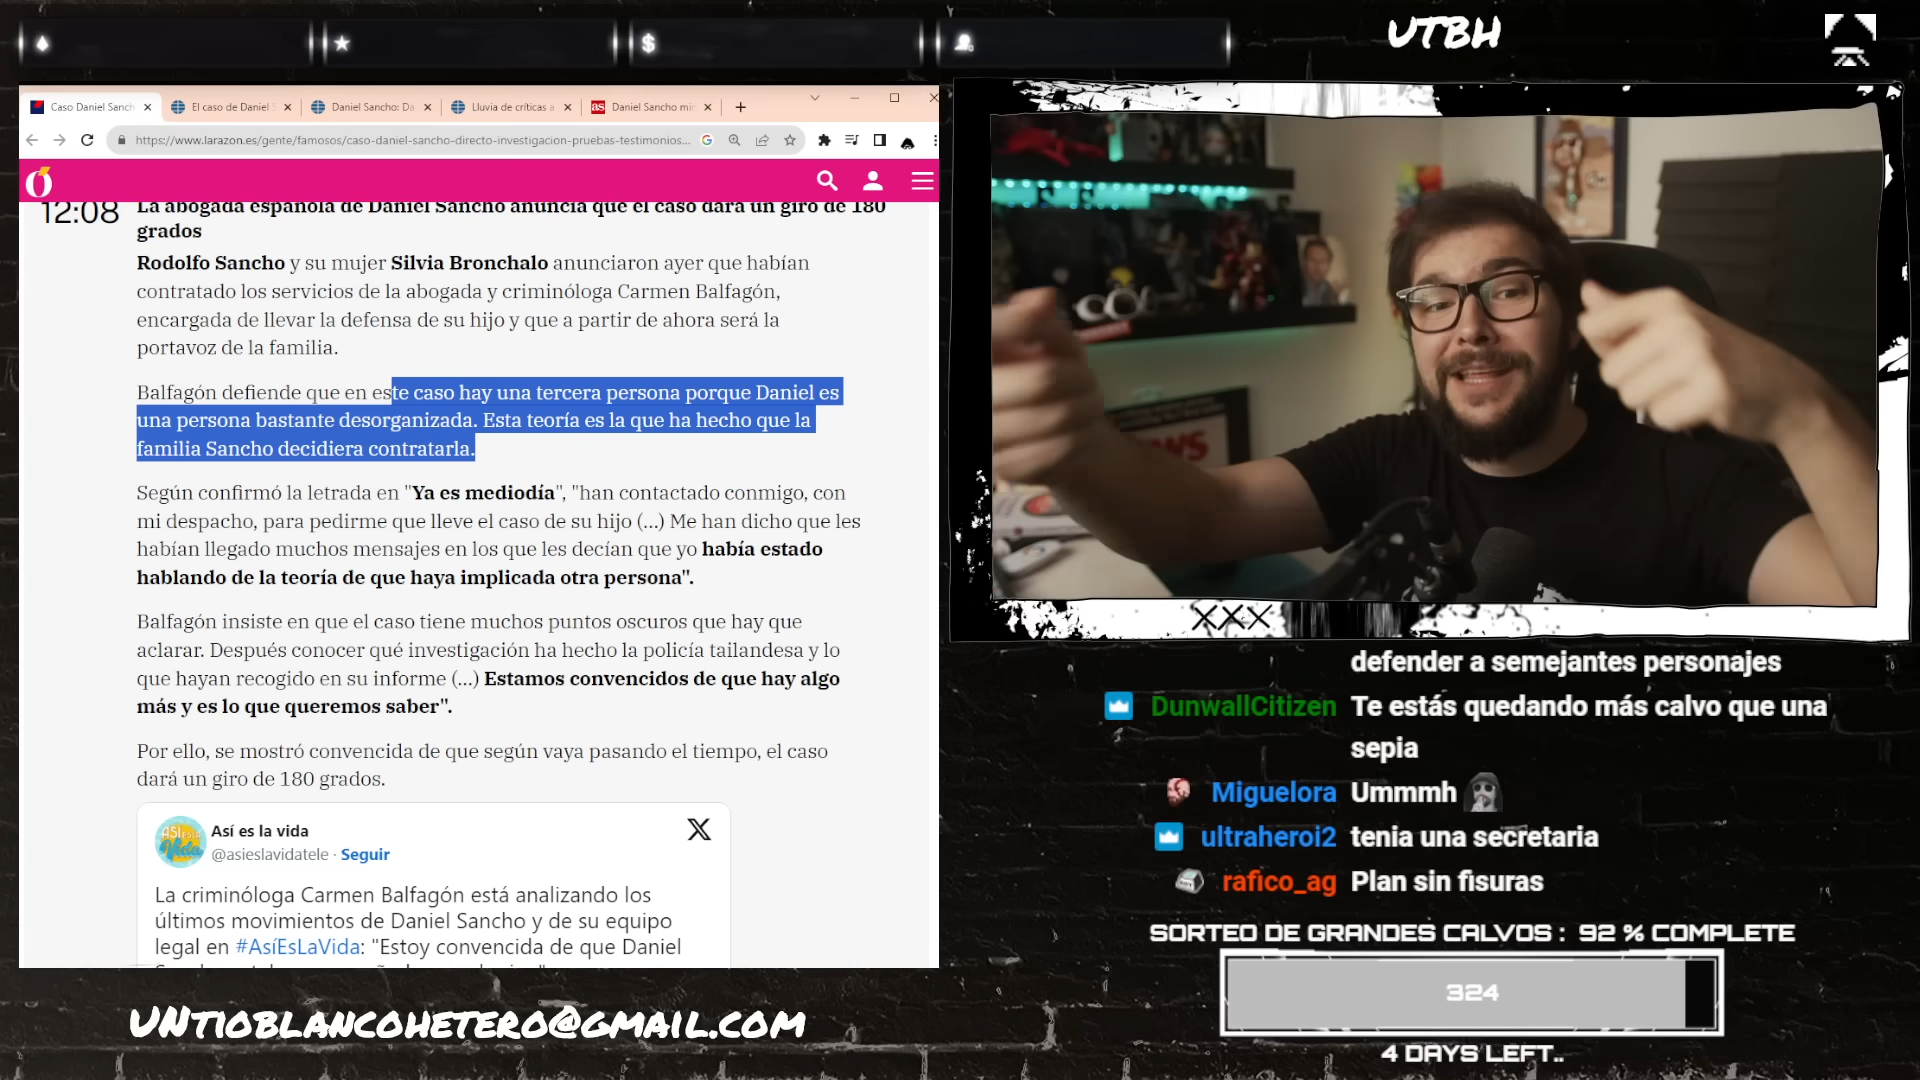 UTBH
Caso Daniel Sanch
El caso de Daniel S
Daniel Sancho: Da
Lluvia de críticas a
as
Daniel Sancho mi
https://www.larazon.es/gente/famosos/caso-daniel-sancho-directo-investigacion-pruebas-testimonios...
12:08
La abogada española de Daniel Sancho anuncia que el caso dará un giro de 180
grados
Rodolfo Sancho y su mujer Silvia Bronchalo anunciaron ayer que habían
contratado los servicios de la abogada y criminóloga Carmen Balfagón,
encargada de llevar la defensa de su hijo y que a partir de ahora será la
portavoz de la familia.
Balfagón defiende que en este caso hay una tercera persona porque Daniel es
una persona bastante desorganizada. Esta teoría es la que ha hecho que la
familia Sancho decidiera contratarla.
Según confirmó la letrada en "Ya es mediodía", "han contactado conmigo, con
mi despacho, para pedirme que lleve el caso de su hijo (...) Me han dicho que les
habían llegado muchos mensajes en los que les decían que yo había estado
hablando de la teoría de que haya implicada otra persona".
Balfagón insiste en que el caso tiene muchos puntos oscuros que hay que
aclarar. Después conocer qué investigación ha hecho la policía tailandesa y lo
que hayan recogido en su informe (...) Estamos convencidos de que hay algo
más y es lo que queremos saber".
Por ello, se mostró convencida de que según vaya pasando el tiempo, el caso
dará un giro de 180 grados.
Así es la vida
@asieslavidatele · Seguir
La criminóloga Carmen Balfagón está analizando los
últimos movimientos de Daniel Sancho y de su equipo
legal en #AsíEsLaVida: "Estoy convencida de que Daniel
XXX
defender a semejantes personajes
DunwallCitizen Te estás quedando más calvo que una
sepia
Miguelora Ummmh
ultraheroi2 tenia una secretaria
rafico_ag Plan sin fisuras
SORTEO DE GRANDES CALVOS : 92 % COMPLETE
324
4 DAYS LEFT..
UNTIOBLANCOHETERO@GMAIL.COM